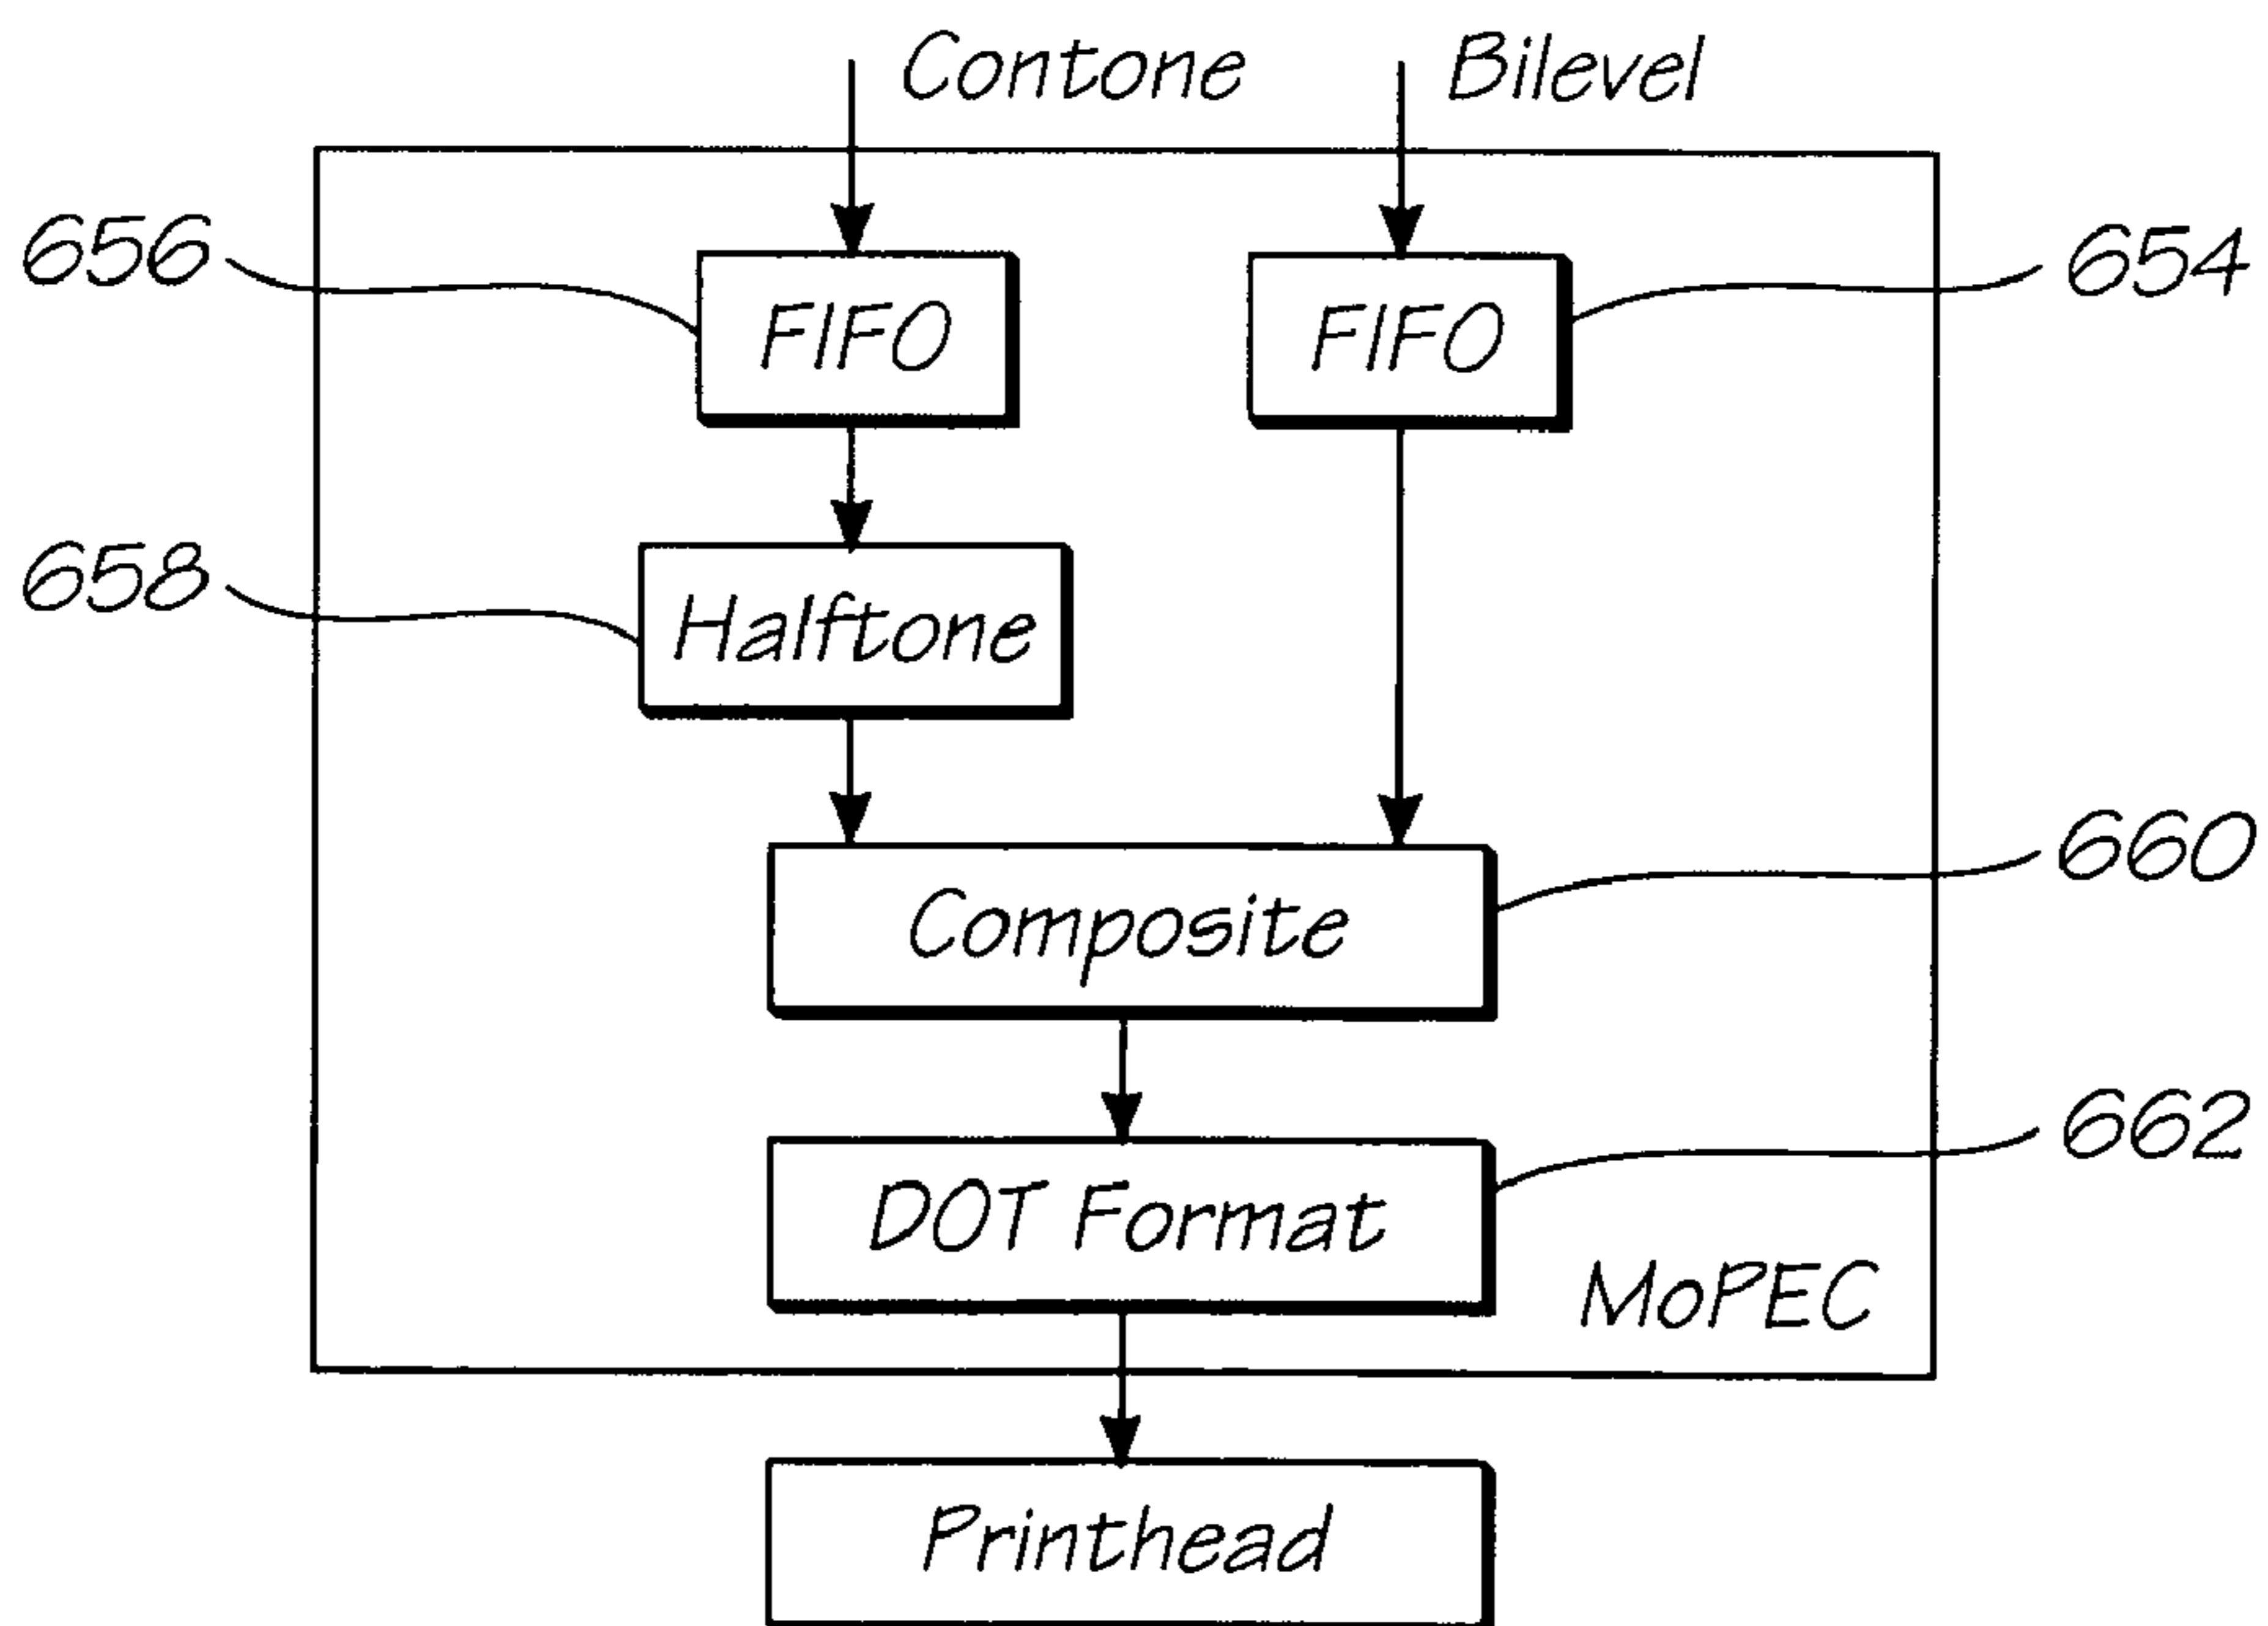 Contone Bilevel
656 FIFO FIFO 654
658 Halftone
Composite 660
DOT Format 662
MoPEC
Printhead